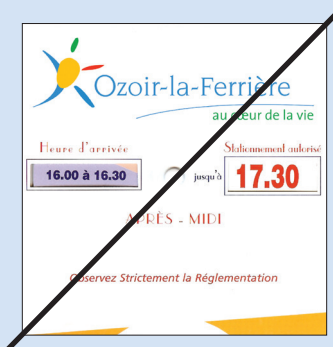 Ozoir-la-Ferrière
au cœur de la vie
Heure d'arrivée
Stationnement autorisé
16.00 à 16.30
jusqu'à
17.30
APRÈS - MIDI
Observez Strictement la Réglementation